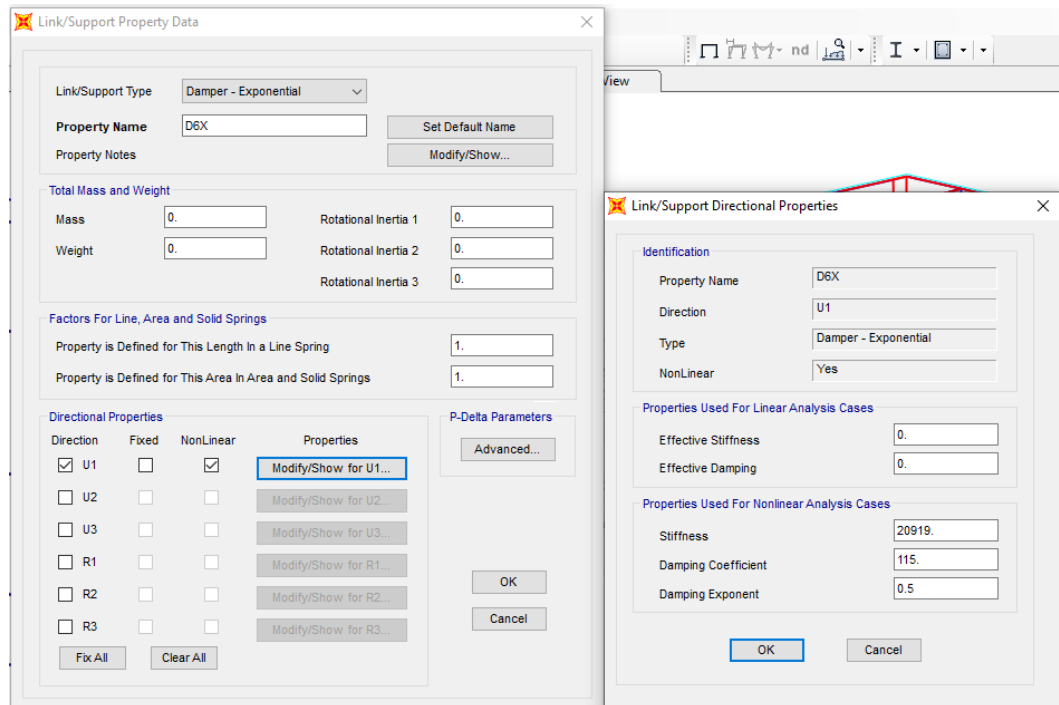 Link/Support Property Data
Link/Support Type Damper - Exponential
Property Name D6X Set Default Name
Property Notes Modify/Show...
Total Mass and Weight
Mass 0. Rotational Inertia 1 0.
Weight 0. Rotational Inertia 2 0.
Rotational Inertia 3 0.
Factors For Line, Area and Solid Springs
Property is Defined for This Length In a Line Spring 1.
Property is Defined for This Area In Area and Solid Springs 1.
Directional Properties
Direction Fixed NonLinear Properties
U1 Modify/Show for U1...
U2 Modify/Show for U2...
U3 Modify/Show for U3...
R1 Modify/Show for R1...
R2 Modify/Show for R2...
R3 Modify/Show for R3...
Fix All Clear All
P-Delta Parameters
Advanced...
OK
Cancel
nd
View
Link/Support Directional Properties
Identification
Property Name D6X
Direction U1
Type Damper - Exponential
NonLinear Yes
Properties Used For Linear Analysis Cases
Effective Stiffness 0.
Effective Damping 0.
Properties Used For Nonlinear Analysis Cases
Stiffness 20919.
Damping Coefficient 115.
Damping Exponent 0.5
OK Cancel